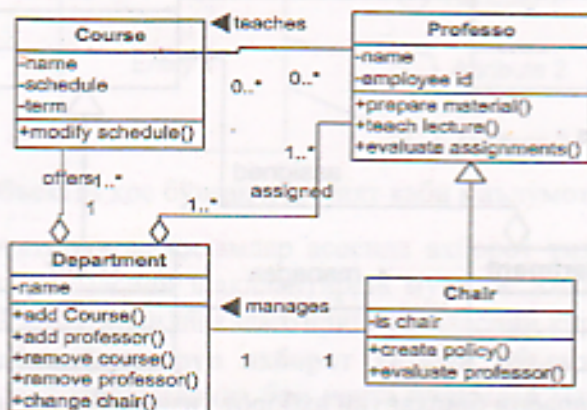 Course
-name
-schedule
-term
+modify schedule()
teaches
0..*
0..*
Professo
-name
-employee id
+prepare material()
+teach lecture()
+evaluate assignments()
offers
1..*
1
1..*
assigned
1..*
Department
-name
+add Course()
+add professor()
+remove course()
+remove professor()
+change chair()
manages
1
1
Chair
-is chair
+create policy()
+evaluate professor()